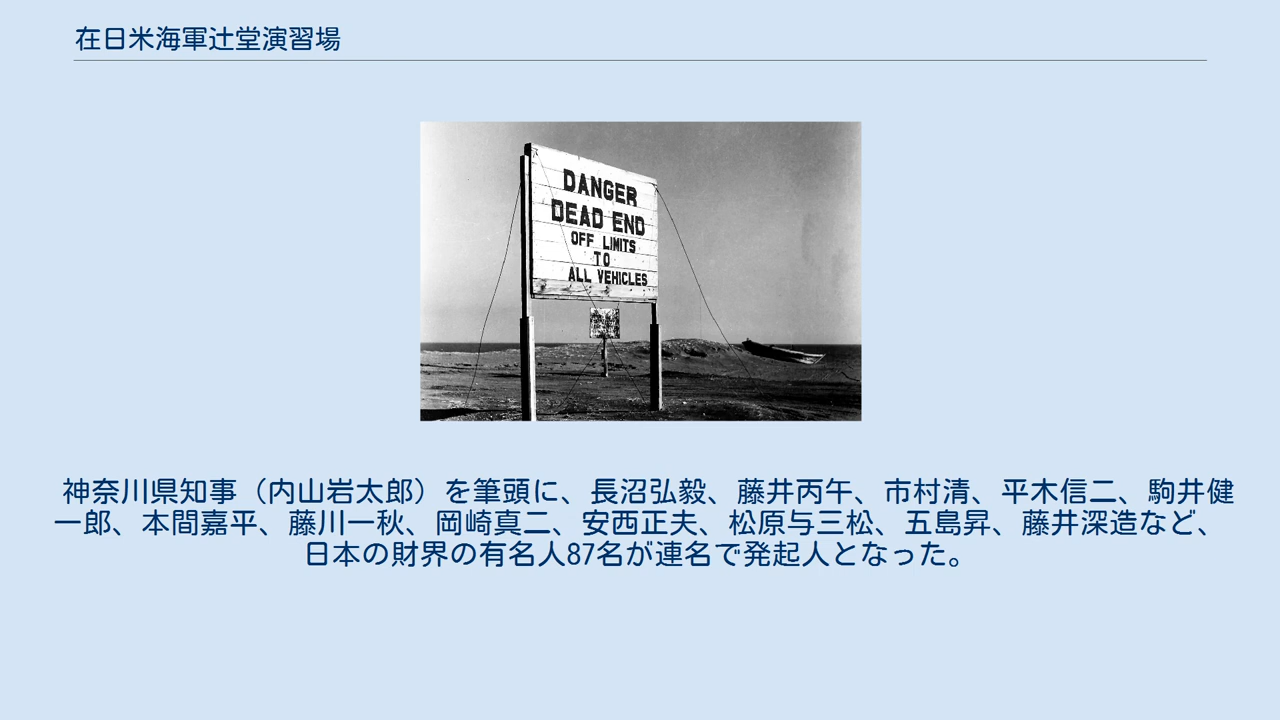 在日米海軍辻堂演習場
DANGER
DEAD END
OFF LIMITS
TO
ALL VEHICLES
神奈川県知事（内山岩太郎）を筆頭に、長沼弘毅、藤井丙午、市村清、平木信二、駒井健
一郎、本間嘉平、藤川一秋、岡崎真二、安西正夫、松原与三松、五島昇、藤井深造など、
日本の財界の有名人87名が連名で発起人となった。